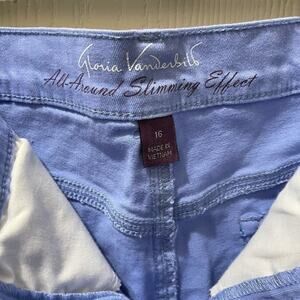 Gloria Vanderbilt
All-Around Slimming Effect
16
MADE IN
VIETNAM